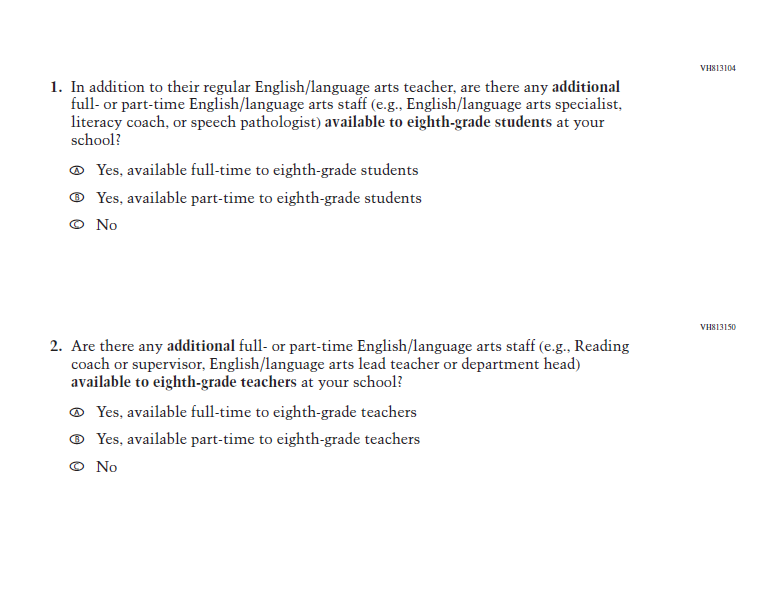 VH813104
1. In addition to their regular English/language arts teacher, are there any additional
full- or part-time English/language arts staff (e.g., English/language arts specialist,
literacy coach, or speech pathologist) available to eighth-grade students at your
school?
A Yes, available full-time to eighth-grade students
B Yes, available part-time to eighth-grade students
C No
VH813150
2. Are there any additional full- or part-time English/language arts staff (e.g., Reading
coach or supervisor, English/language arts lead teacher or department head)
available to eighth-grade teachers at your school?
A Yes, available full-time to eighth-grade teachers
B Yes, available part-time to eighth-grade teachers
C No